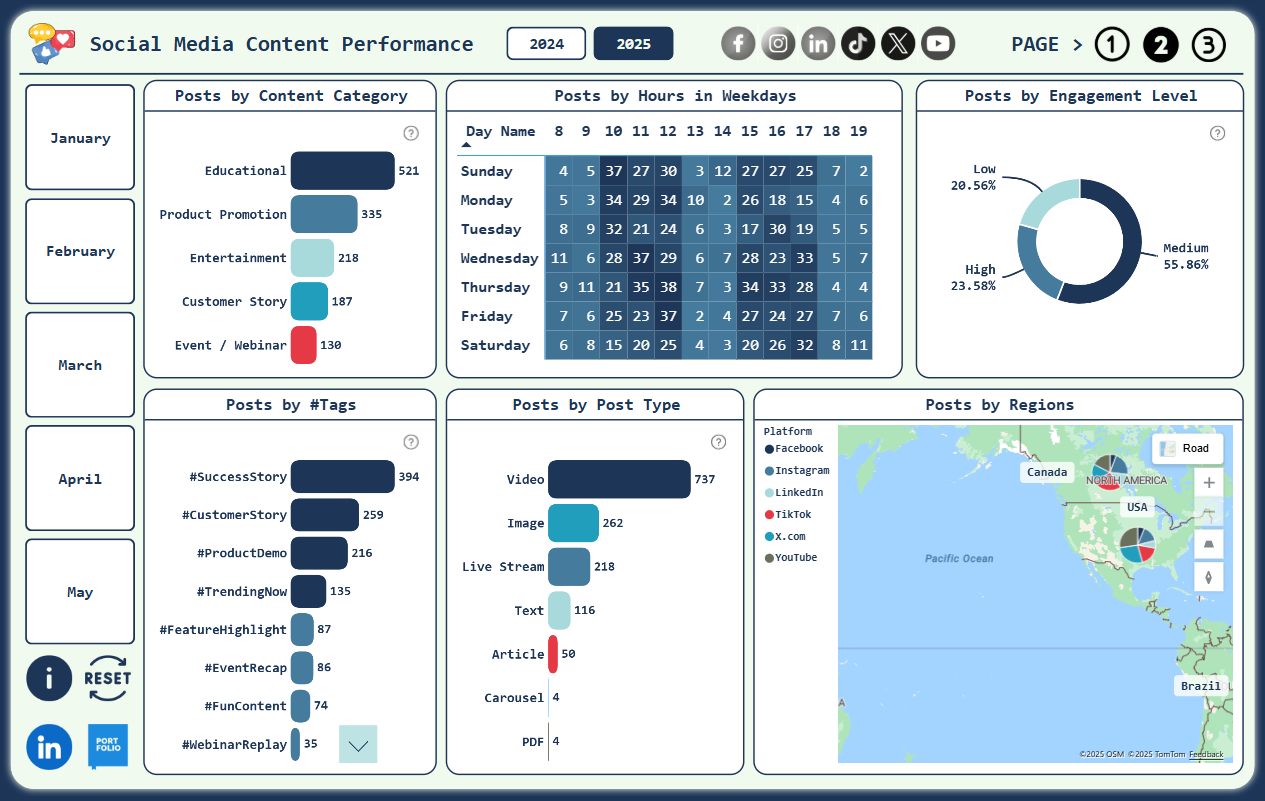 Social Media Content Performance
2024
2025
PAGE > 1 2 3
January
February
March
April
May
i
RESET
in
PORT
FOLIO
Posts by Content Category
?
Educational 521
Product Promotion 335
Entertainment 218
Customer Story 187
Event / Webinar 130
Posts by Hours in Weekdays
Day Name 8 9 10 11 12 13 14 15 16 17 18 19
Sunday 4 5 37 27 30 3 12 27 27 25 7 2
Monday 5 3 34 29 34 10 2 26 18 15 4 6
Tuesday 8 9 32 21 24 6 3 17 30 19 5 5
Wednesday 11 6 28 37 29 6 7 28 23 33 5 7
Thursday 9 11 21 35 38 7 3 34 33 28 4 4
Friday 7 6 25 23 37 2 4 27 24 27 7 6
Saturday 6 8 15 20 25 4 3 20 26 32 8 11
Posts by Engagement Level
?
Low
20.56%
High
23.58%
Medium
55.86%
Posts by #Tags
?
#SuccessStory 394
#CustomerStory 259
#ProductDemo 216
#TrendingNow 135
#FeatureHighlight 87
#EventRecap 86
#FunContent 74
#WebinarReplay 35
Posts by Post Type
?
Video 737
Image 262
Live Stream 218
Text 116
Article 50
Carousel 4
PDF 4
Posts by Regions
Platform
Facebook
Instagram
LinkedIn
TikTok
X.com
YouTube
Road
Canada
NORTH AMERICA
USA
Pacific Ocean
Brazil
A
©2025 OSM ©2025 TomTom Feedback